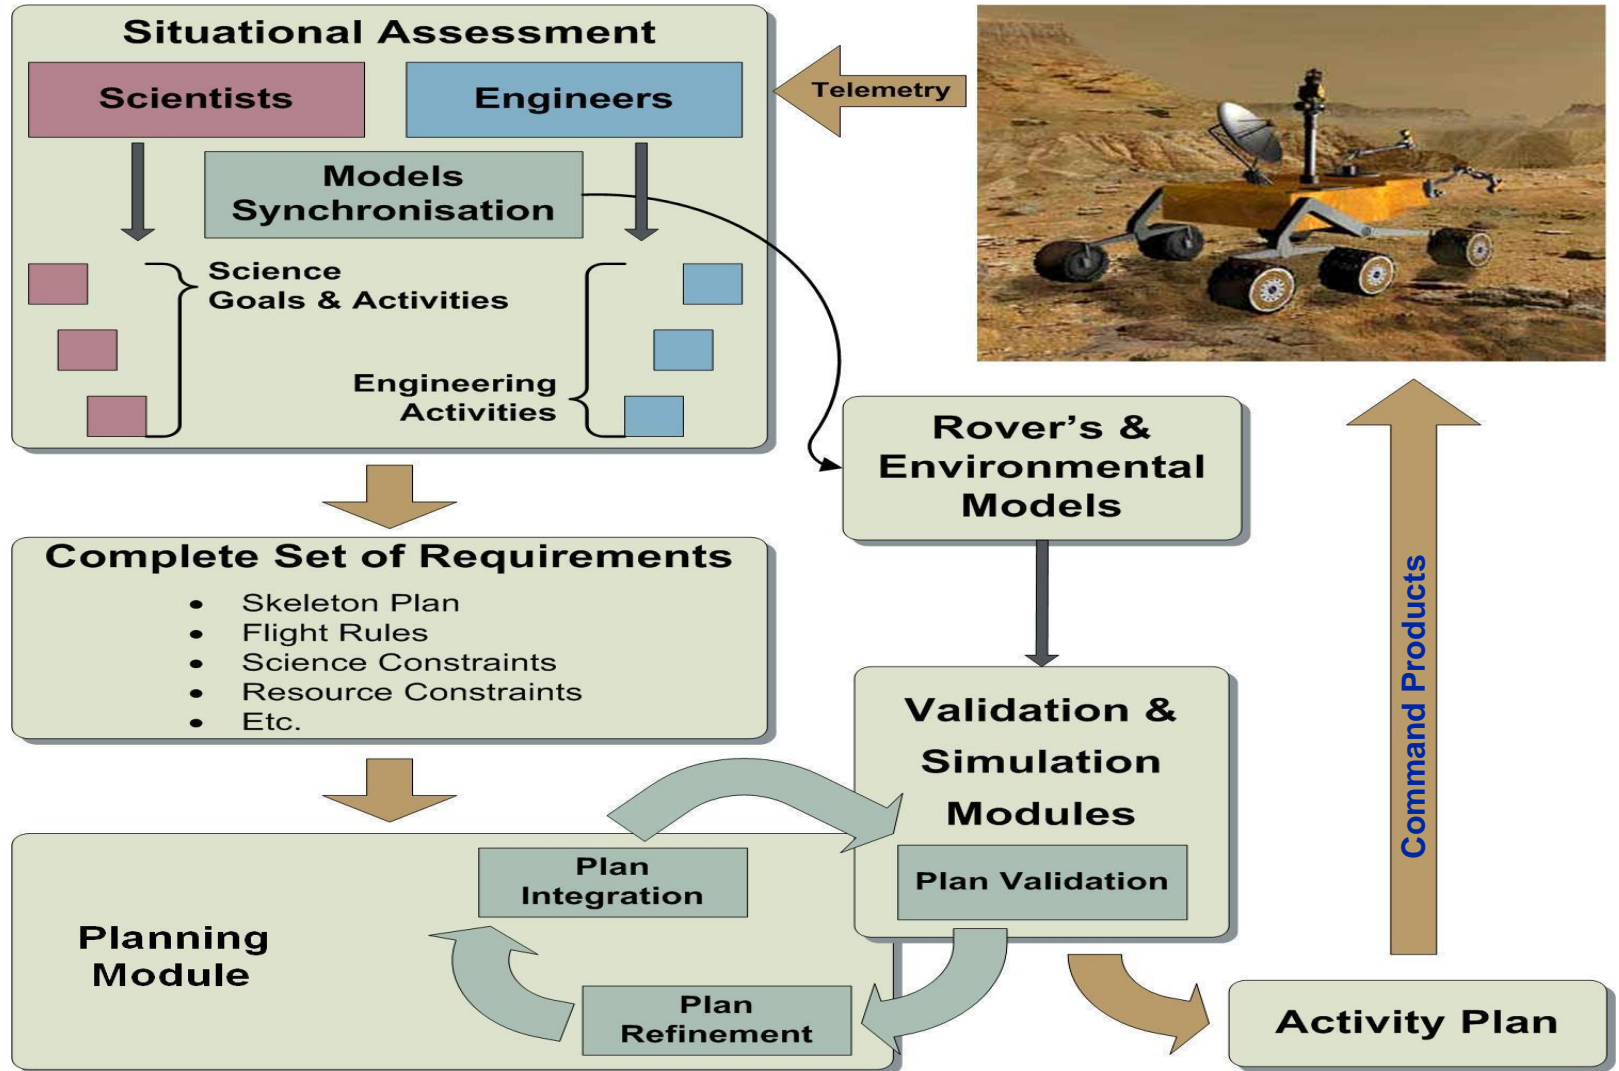 Situational Assessment
Scientists
Engineers
Telemetry
Models
Synchronisation
Science
Goals & Activities
Engineering
Activities
Rover’s &
Environmental
Models
Complete Set of Requirements
• Skeleton Plan
• Flight Rules
• Science Constraints
• Resource Constraints
• Etc.
Validation &
Simulation
Modules
Plan Validation
Command Products
Plan
Integration
Planning
Module
Plan
Refinement
Activity Plan